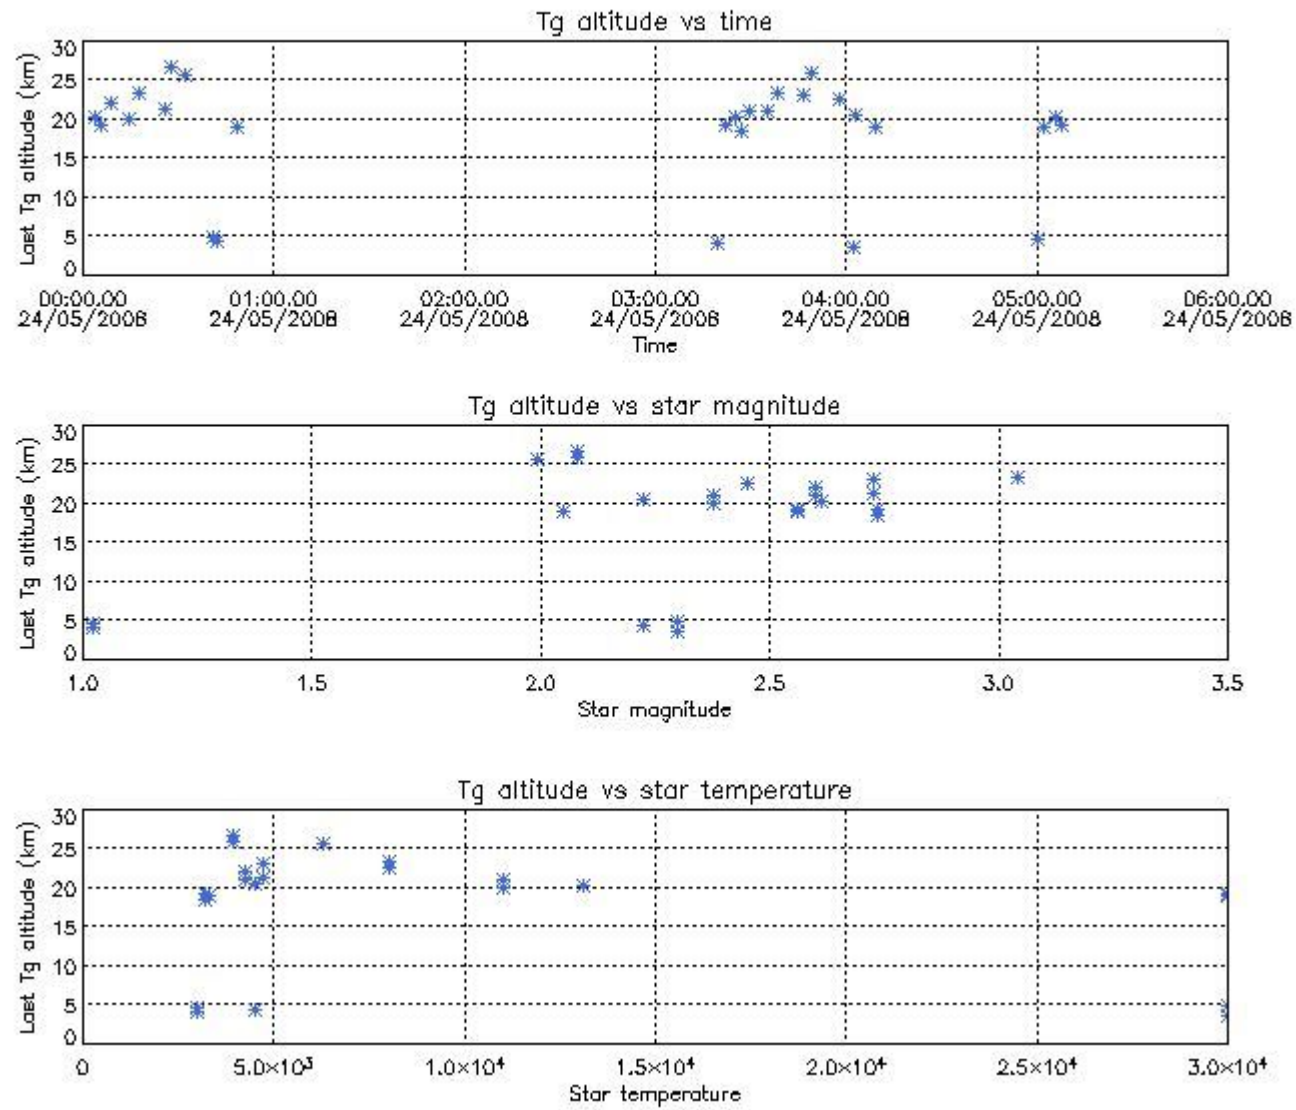 Tg altitude vs time
Last Tg altitude (km)
30
25
20
15
10
5
0
00:00.00 01:00.00 02:00.00 03:00.00 04:00.00 05:00.00 06:00.00
24/05/2008 24/05/2008 24/05/2008 24/05/2008 24/05/2008 24/05/2008 24/05/2008
Time
Tg altitude vs star magnitude
Last Tg altitude (km)
30
25
20
15
10
5
0
1.0 1.5 2.0 2.5 3.0 3.5
Star magnitude
Tg altitude vs star temperature
Last Tg altitude (km)
30
25
20
15
10
5
0
0 5.0×10³ 1.0×10⁴ 1.5×10⁴ 2.0×10⁴ 2.5×10⁴ 3.0×10⁴
Star temperature